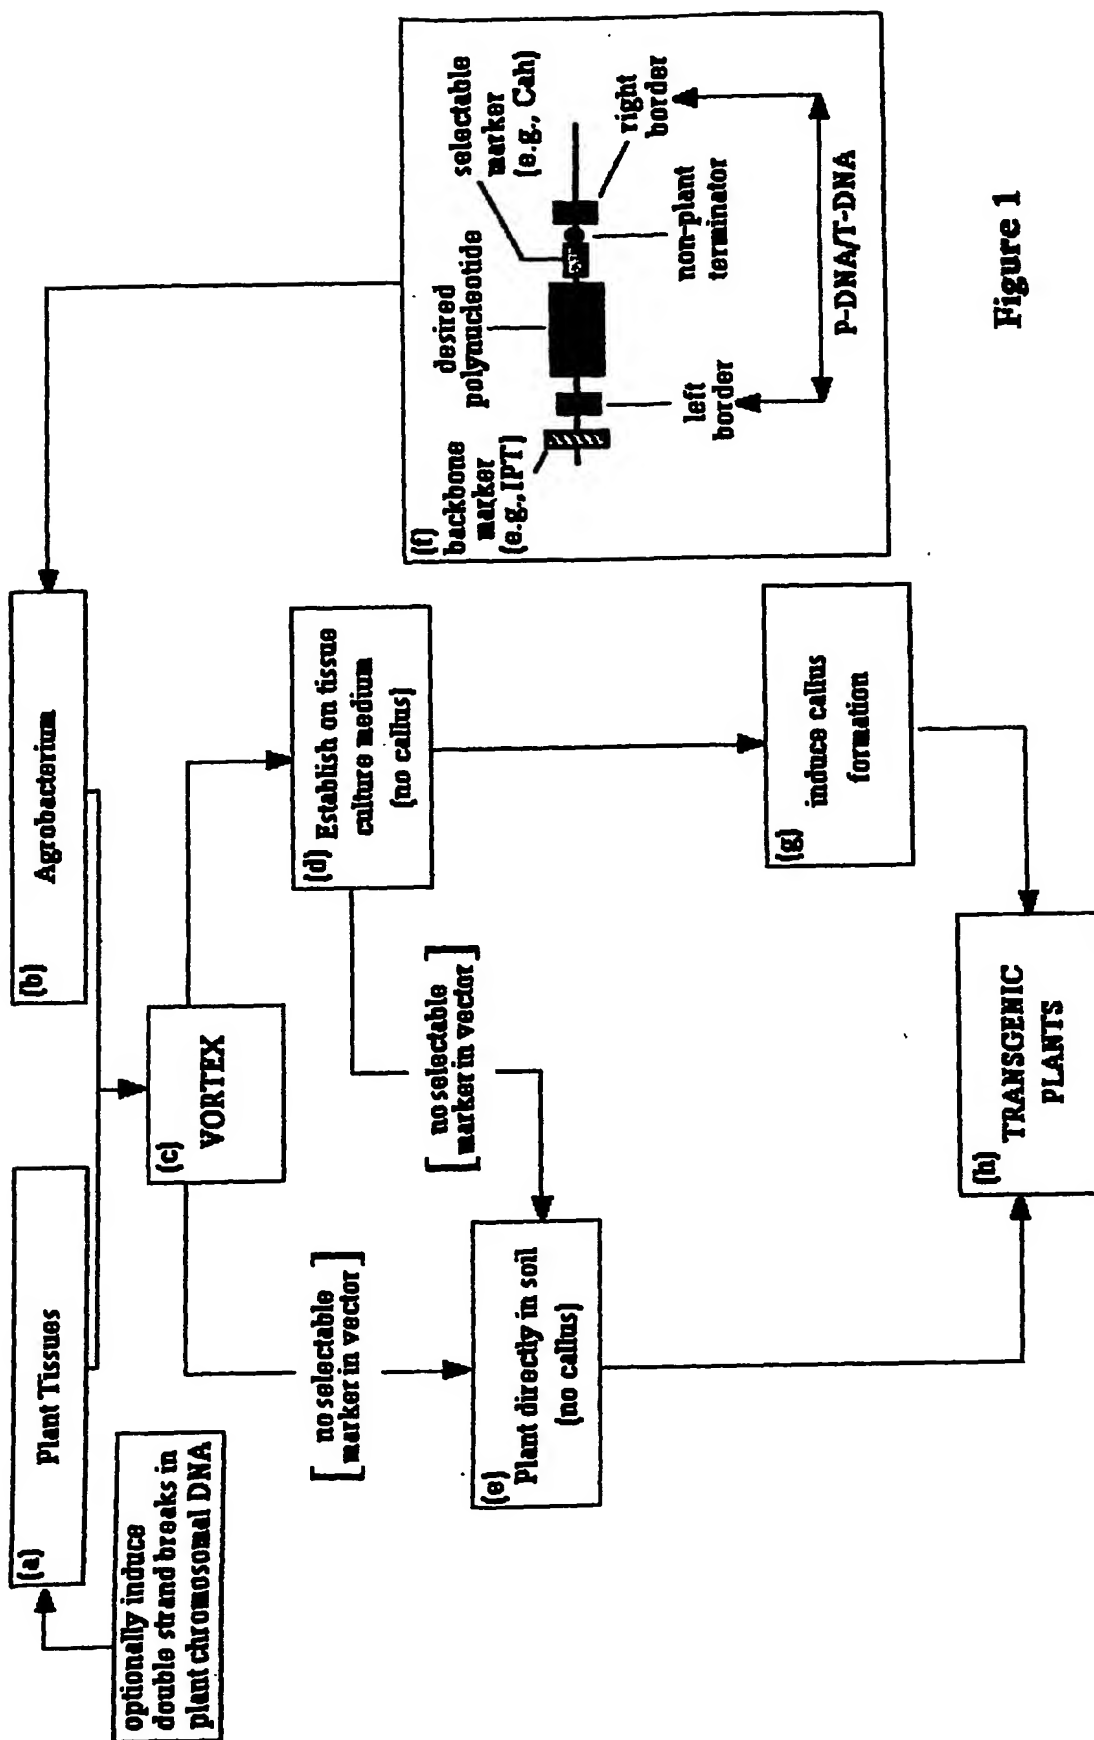 (a)
Plant Tissues
optionally induce
double strand breaks in
plant chromosomal DNA
(b)
Agrobacterium
(c)
VORTEX
[no selectable
marker in vector]
(d) Establish on tissue
culture medium
(no callus)
[no selectable
marker in vector]
(e)
Plant directly in soil
(no callus)
(f)
backbone
marker
(e.g., IPT)
desired
polynucleotide
selectable
marker
(e.g., Cah)
left
border
non-plant
terminator
right
border
P-DNA/T-DNA
(g)
induce callus
formation
(h)
TRANSGENIC
PLANTS
Figure 1